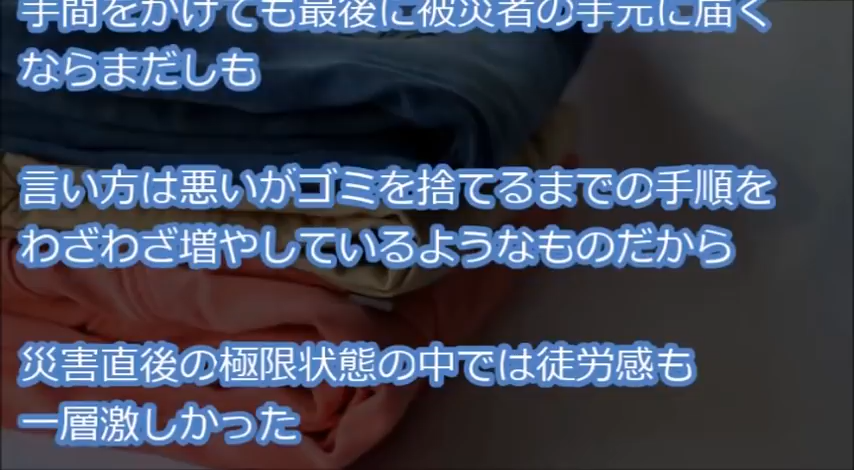 手間をかけても最後に被災者の手元に届く
ならまだしも
言い方は悪いがゴミを捨てるまでの手順を
わざわざ増やしているようなものだから
災害直後の極限状態の中では徒労感も
一層激しかった